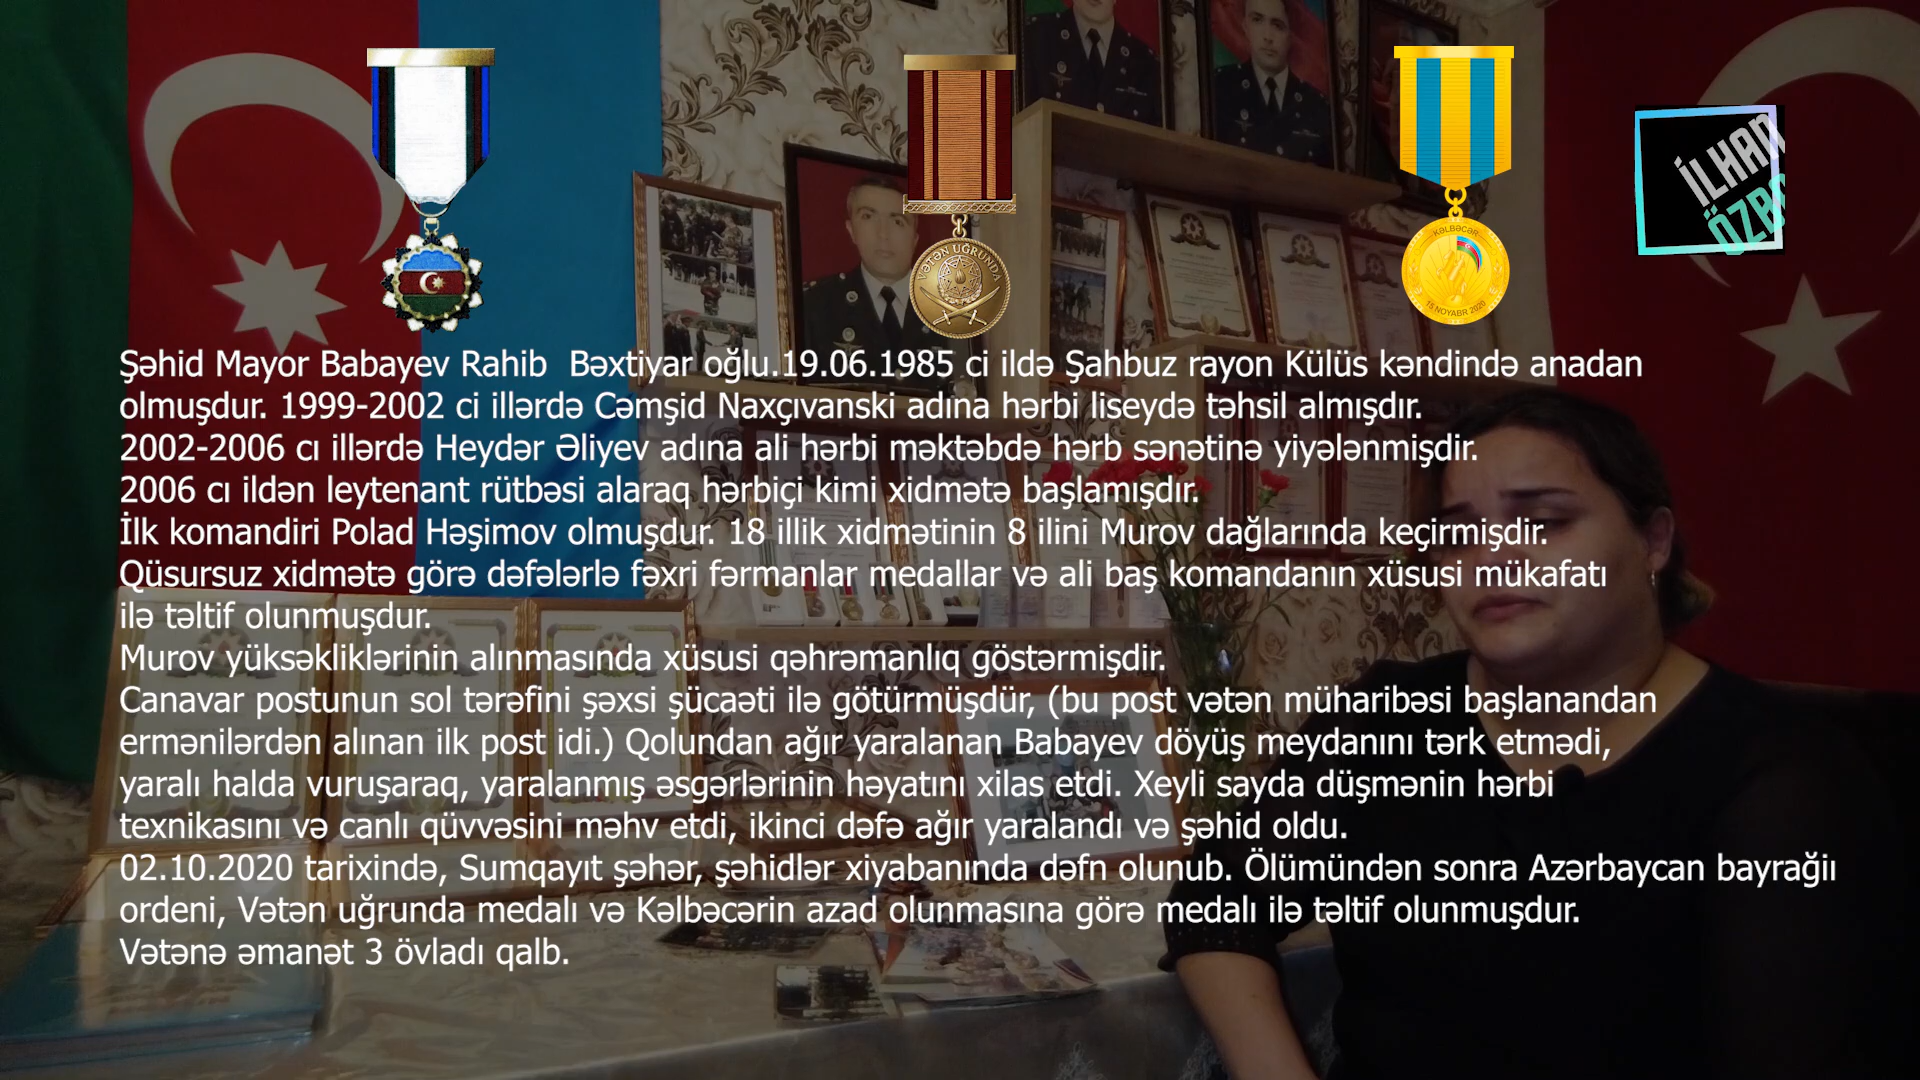 VƏTƏN UĞRUNDA
KƏLBƏCƏR
15 NOYABR 2020
İLHAN
Şəhid Mayor Babayev Rahib  Bəxtiyar oğlu.19.06.1985 ci ildə Şahbuz rayon Külüs kəndində anadan
olmuşdur. 1999-2002 ci illərdə Cəmşid Naxçıvanski adına hərbi liseydə təhsil almışdır.
2002-2006 cı illərdə Heydər Əliyev adına ali hərbi məktəbdə hərb sənətinə yiyələnmişdir.
2006 cı ildən leytenant rütbəsi alaraq hərbiçi kimi xidmətə başlamışdır.
İlk komandiri Polad Həşimov olmuşdur. 18 illik xidmətinin 8 ilini Murov dağlarında keçirmişdir.
Qüsursuz xidmətə görə dəfələrlə fəxri fərmanlar medallar və ali baş komandanın xüsusi mükafatı
ilə təltif olunmuşdur.
Murov yüksəkliklərinin alınmasında xüsusi qəhrəmanlıq göstərmişdir.
Canavar postunun sol tərəfini şəxsi şücaəti ilə götürmüşdür, (bu post vətən müharibəsi başlanandan
ermənilərdən alınan ilk post idi.) Qolundan ağır yaralanan Babayev döyüş meydanını tərk etmədi,
yaralı halda vuruşaraq, yaralanmış əsgərlərinin həyatını xilas etdi. Xeyli sayda düşmənin hərbi
texnikasını və canlı qüvvəsini məhv etdi, ikinci dəfə ağır yaralandı və şəhid oldu.
02.10.2020 tarixində, Sumqayıt şəhər, şəhidlər xiyabanında dəfn olunub. Ölümündən sonra Azərbaycan bayrağiı
ordeni, Vətən uğrunda medalı və Kəlbəcərin azad olunmasına görə medalı ilə təltif olunmuşdur.
Vətənə əmanət 3 övladı qalb.